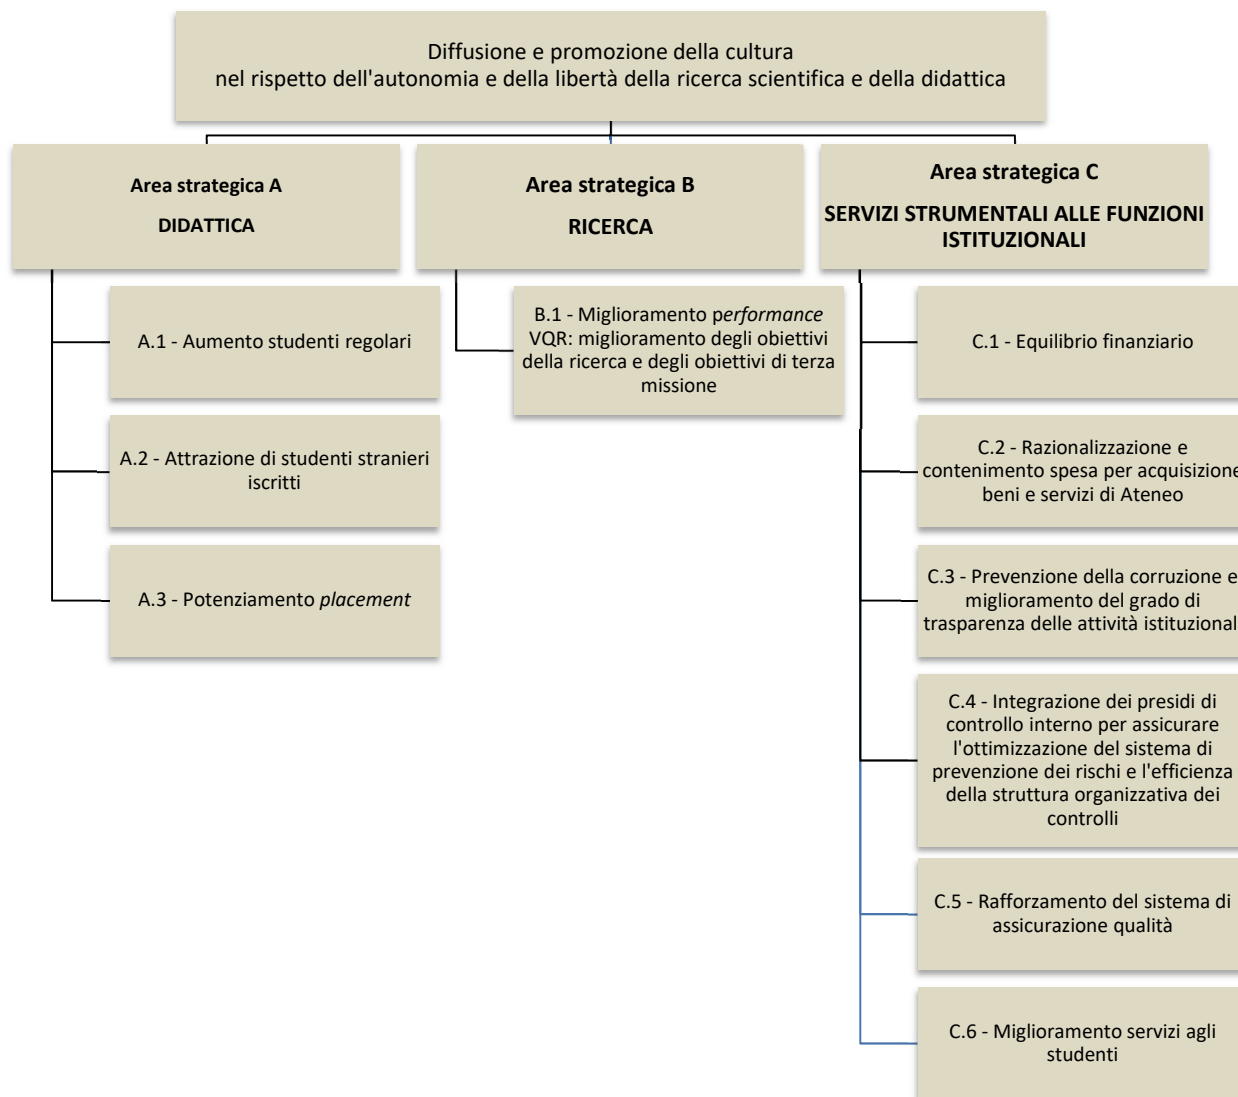 Diffusione e promozione della cultura
nel rispetto dell'autonomia e della libertà della ricerca scientifica e della didattica
Area strategica A
DIDATTICA
A.1 - Aumento studenti regolari
A.2 - Attrazione di studenti stranieri
iscritti
A.3 - Potenziamento placement
Area strategica B
RICERCA
B.1 - Miglioramento performance
VQR: miglioramento degli obiettivi
della ricerca e degli obiettivi di terza
missione
Area strategica C
SERVIZI STRUMENTALI ALLE FUNZIONI
ISTITUZIONALI
C.1 - Equilibrio finanziario
C.2 - Razionalizzazione e
contenimento spesa per acquisizione
beni e servizi di Ateneo
C.3 - Prevenzione della corruzione e
miglioramento del grado di
trasparenza delle attività istituzionali
C.4 - Integrazione dei presidi di
controllo interno per assicurare
l'ottimizzazione del sistema di
prevenzione dei rischi e l'efficienza
della struttura organizzativa dei
controlli
C.5 - Rafforzamento del sistema di
assicurazione qualità
C.6 - Miglioramento servizi agli
studenti